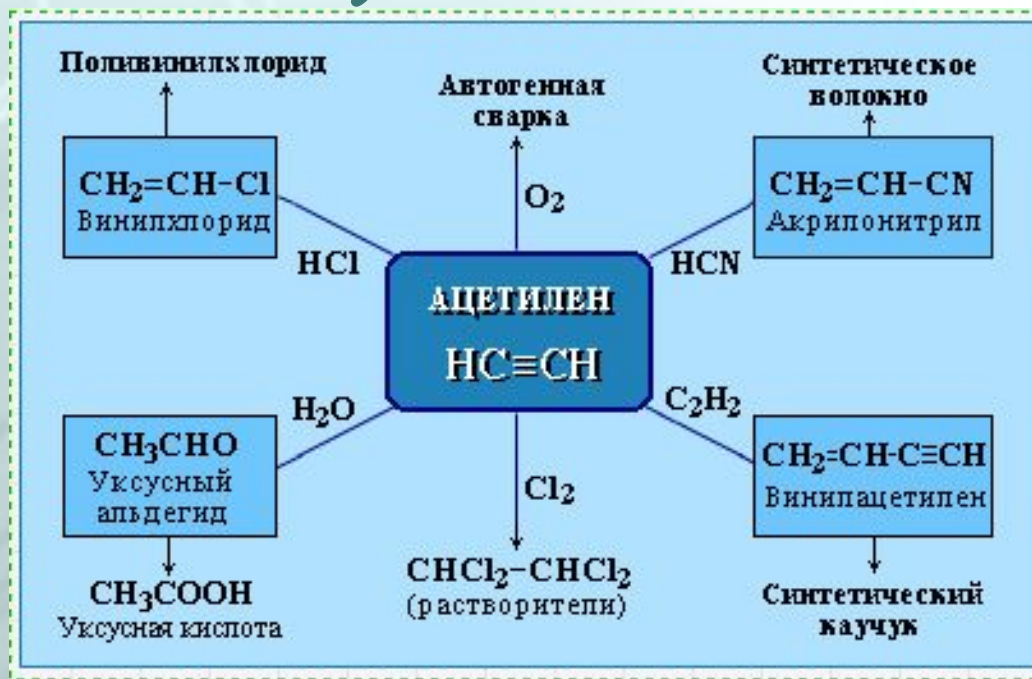 Поливинилхлорид
Автогенная
сварка
Синтетическое
волокно
CH₂=CH-Cl
Винилхлорид
O₂
CH₂=CH-CN
Акрилонитрил
HCl
HCN
АЦЕТИЛЕН
HC≡CH
H₂O
C₂H₂
CH₃CHO
Уксусный
альдегид
Cl₂
CH₂=CH-C≡CH
Винилацетилен
CH₃COOH
Уксусная кислота
CHCl₂-CHCl₂
(растворители)
Синтетический
каучук